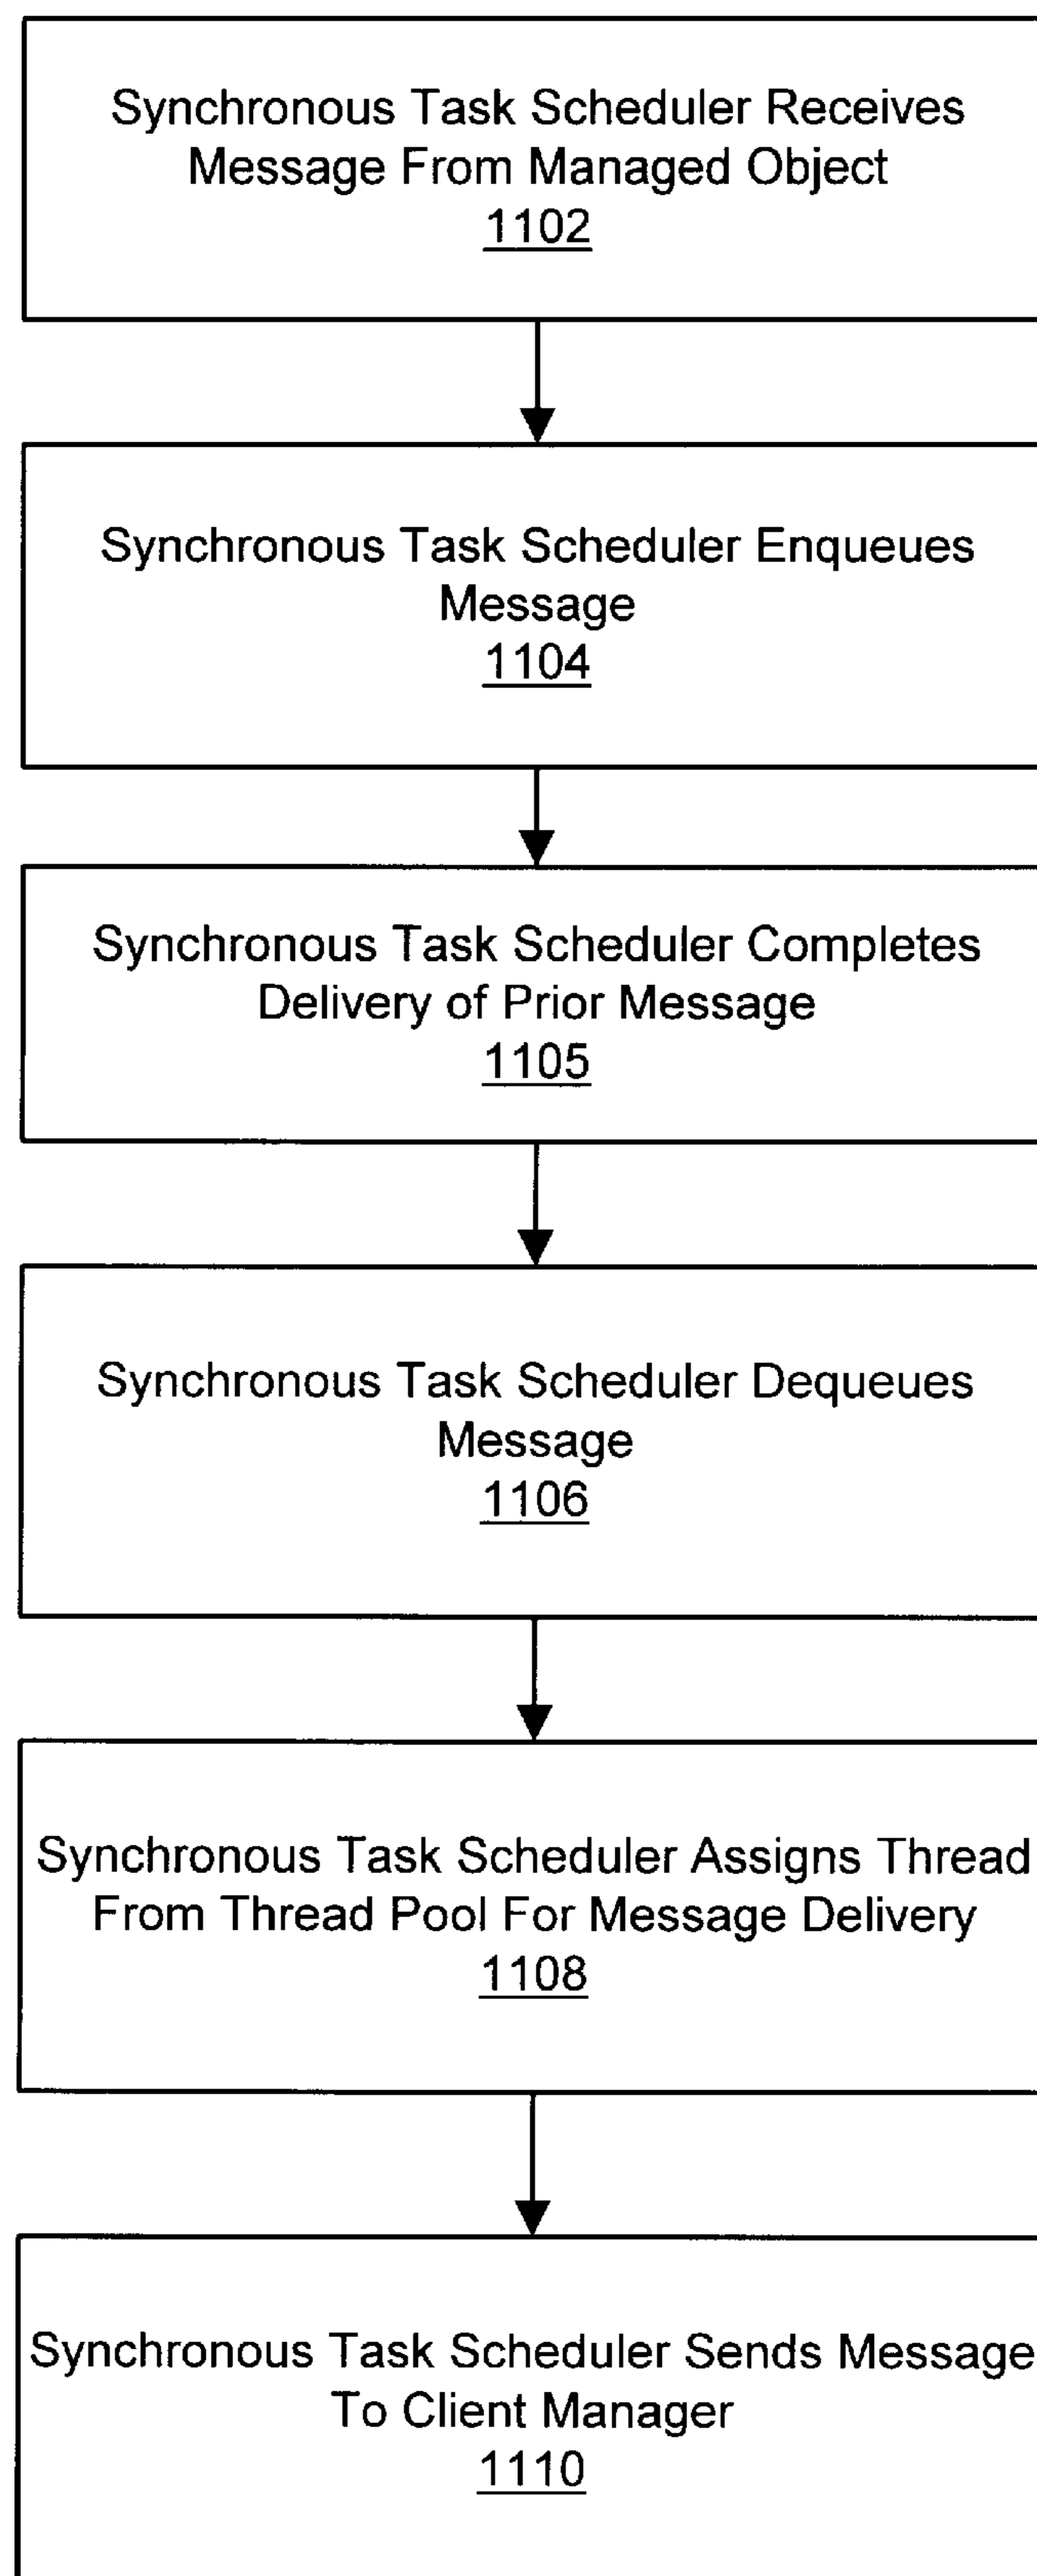 Synchronous Task Scheduler Receives
Message From Managed Object
1102
Synchronous Task Scheduler Enqueues
Message
1104
Synchronous Task Scheduler Completes
Delivery of Prior Message
1105
Synchronous Task Scheduler Dequeues
Message
1106
Synchronous Task Scheduler Assigns Thread
From Thread Pool For Message Delivery
1108
Synchronous Task Scheduler Sends Message
To Client Manager
1110